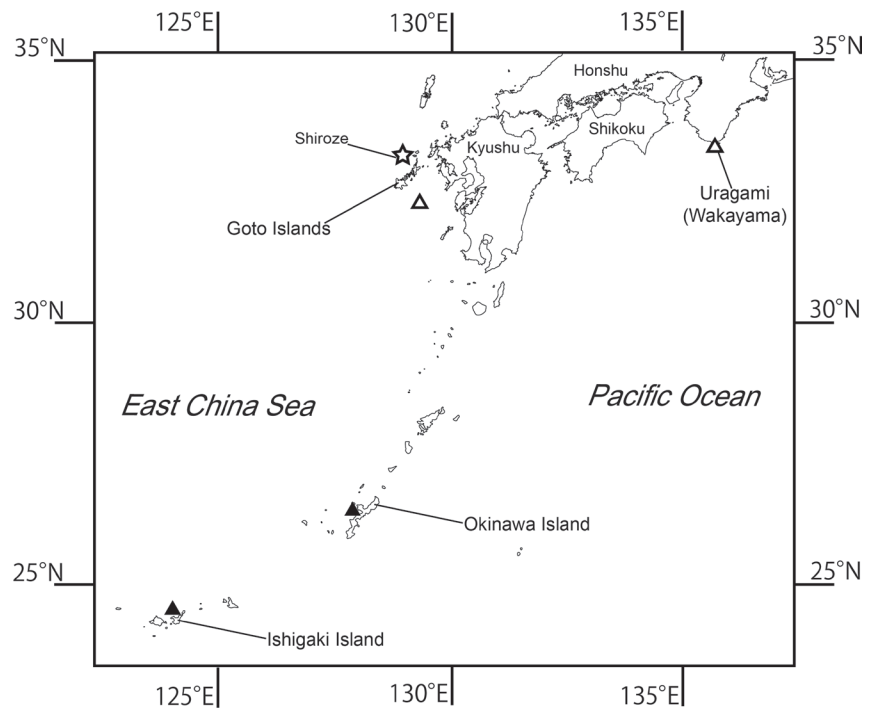 125°E 130°E 135°E
35°N 35°N
Honshu
Shiroze Shikoku
Kyushu
Uragami
(Wakayama)
Goto Islands
30°N 30°N
East China Sea Pacific Ocean
Okinawa Island
25°N 25°N
Ishigaki Island
125°E 130°E 135°E